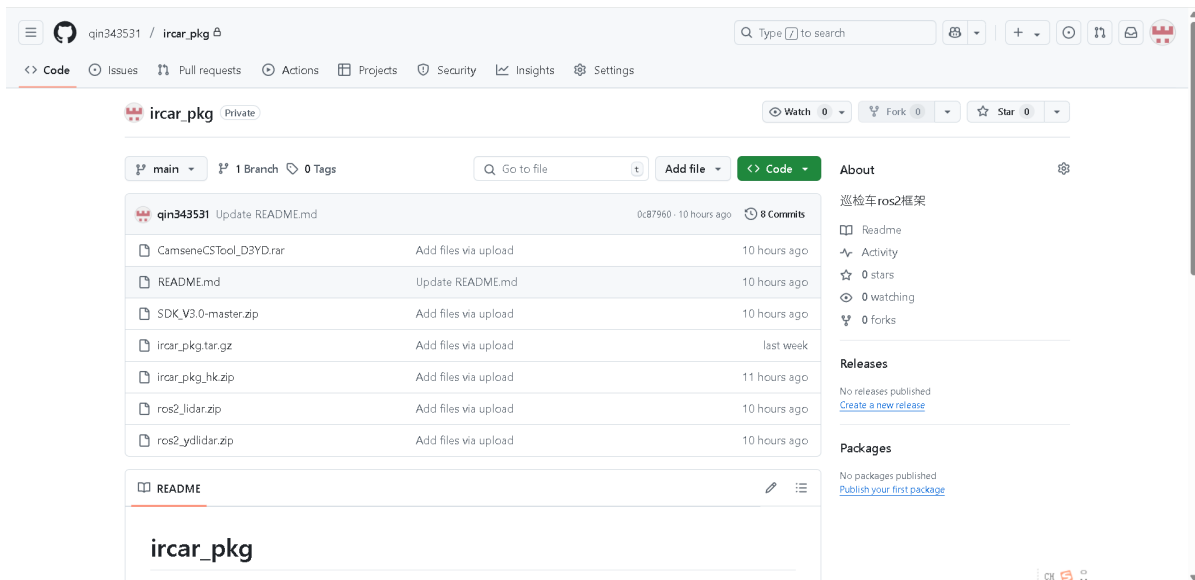 qin343531 / ircar_pkg
Type / to search
Code Issues Pull requests Actions Projects Security Insights Settings
ircar_pkg Private
Watch 0 Fork 0 Star 0
main 1 Branch 0 Tags Go to file t Add file Code
qin343531 Update README.md 0c87960 · 10 hours ago 8 Commits
CamseneCSTool_D3YD.rar Add files via upload 10 hours ago
README.md Update README.md 10 hours ago
SDK_V3.0-master.zip Add files via upload 10 hours ago
ircar_pkg.tar.gz Add files via upload last week
ircar_pkg_hk.zip Add files via upload 11 hours ago
ros2_lidar.zip Add files via upload 10 hours ago
ros2_ydlidar.zip Add files via upload 10 hours ago
README
ircar_pkg
About
巡检车ros2框架
Readme
Activity
0 stars
0 watching
0 forks
Releases
No releases published
Create a new release
Packages
No packages published
Publish your first package
CH